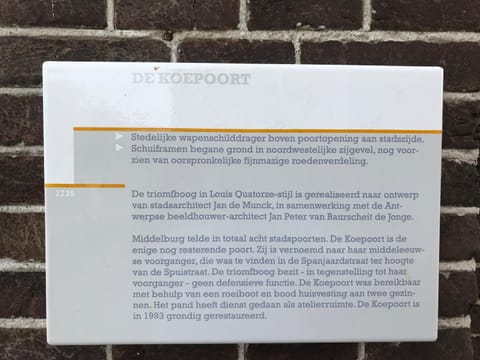 DE KOEPOORT
Stedelijke wapenschilddrager boven poortopening aan stadszijde.
Schuiframen begane grond in noordwestelijke zijgevel, nog voor-
zien van oorspronkelijke fijnmazige roedenverdeling.
1735
De triomfboog in Louis Quatorze-stijl is gerealiseerd naar ontwerp
van stadsarchitect Jan de Munck, in samenwerking met de Ant-
werpse beeldhouwer-architect Jan Peter van Baurscheit de Jonge.
Middelburg telde in totaal acht stadspoorten. De Koepoort is de
enige nog resterende poort. Zij is vernoemd naar haar middeleeuw-
se voorganger, die was te vinden in de Spanjaardstraat ter hoogte
van de Spuistraat. De triomfboog bezit - in tegenstelling tot haar
voorganger - geen defensieve functie. De Koepoort was bereikbaar
met behulp van een roeiboot en bood huisvesting aan twee gezin-
nen. Het pand heeft dienst gedaan als atelierruimte. De Koepoort is
in 1993 grondig gerestaureerd.